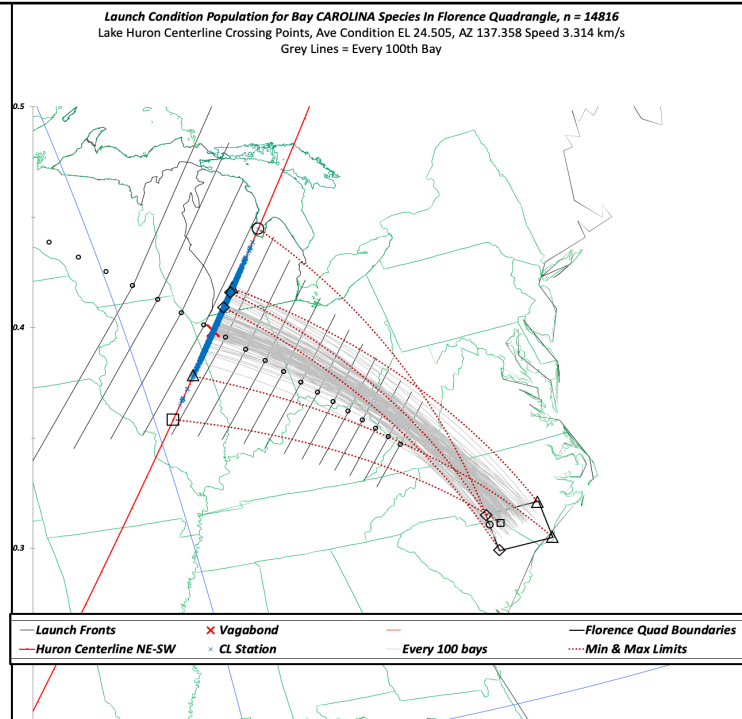 Launch Condition Population for Bay CAROLINA Species In Florence Quadrangle, n = 14816
Lake Huron Centerline Crossing Points, Ave Condition EL 24.505, AZ 137.358 Speed 3.314 km/s
Grey Lines = Every 100th Bay
0.5
0.4
0.3
Launch Fronts
Vagabond
Florence Quad Boundaries
Huron Centerline NE-SW
CL Station
Every 100 bays
Min & Max Limits